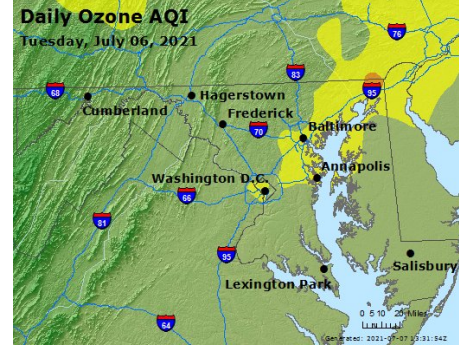 Daily Ozone AQI
Tuesday, July 06, 2021
76
83
68
95
Hagerstown
Cumberland
Frederick
70
Baltimore
Annapolis
Washington D.C.
66
81
95
Salisbury
Lexington Park
0 5 10 20 Miles
64
Generated: 2021-07-07 13:31:54Z